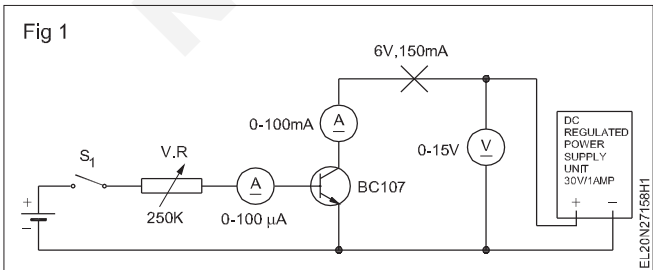 Fig 1
6V,150mA
0-100mA
A
S1
V.R
A
BC107
0-15V
V
DC
REGULATED
POWER
SUPPLY
UNIT
30V/1AMP
+ −
+
−
250K
0-100 µA
EL20N27158H1